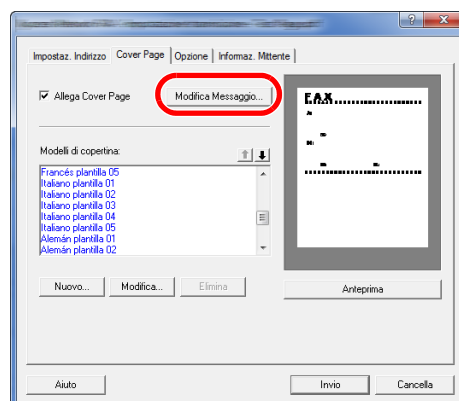 Impostaz. Indirizzo Cover Page Opzione Informaz. Mittente
Allega Cover Page Modifica Messaggio...
FAX
Modelli di copertina:
Francés plantilla 05
Italiano plantilla 01
Italiano plantilla 02
Italiano plantilla 03
Italiano plantilla 04
Italiano plantilla 05
Alemán plantilla 01
Alemán plantilla 02
Nuovo... Modifica... Elimina Anteprima
Aiuto Invio Cancella